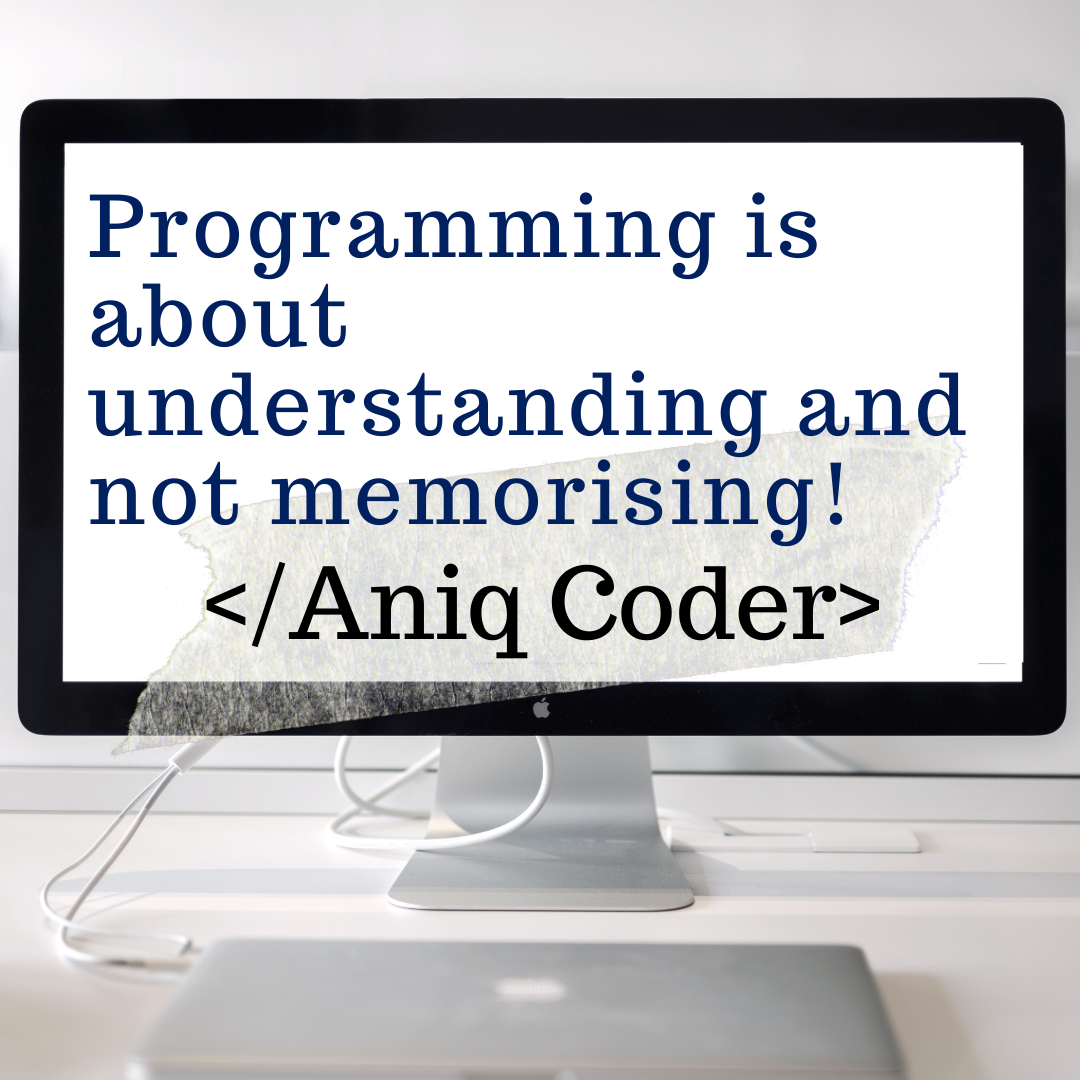 Programming is
about
understanding and
not memorising!
</Aniq Coder>